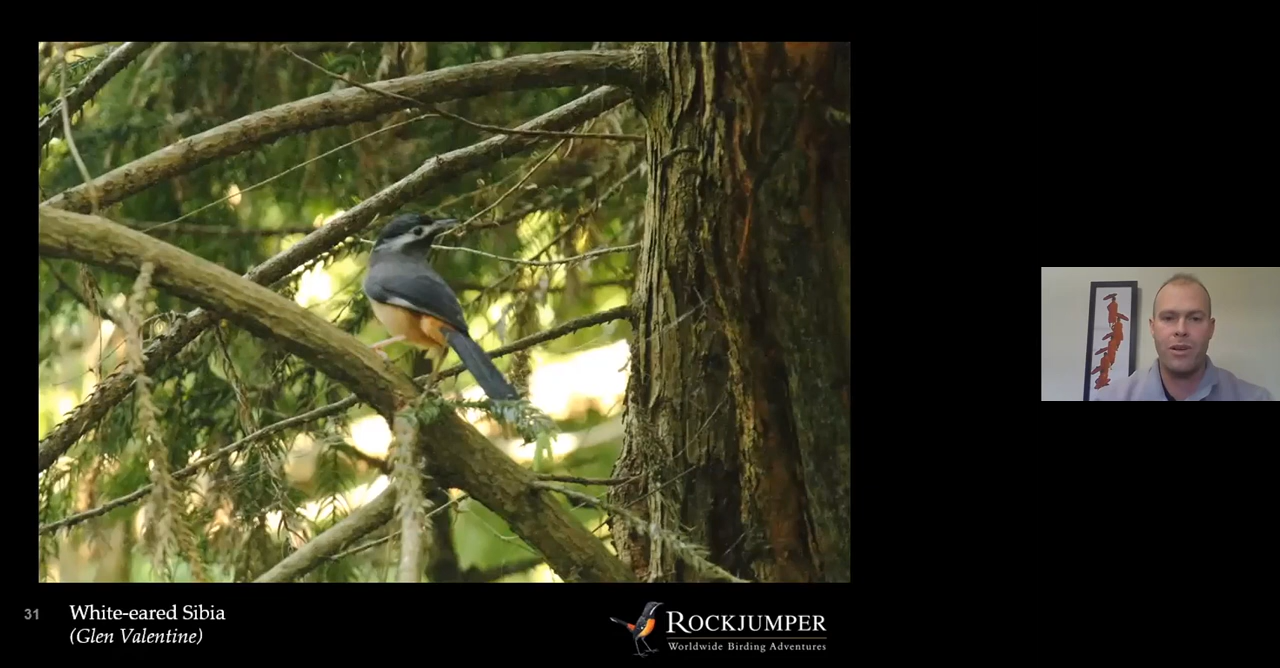 31
White-eared Sibia
(Glen Valentine)
ROCKJUMPER
Worldwide Birding Adventures